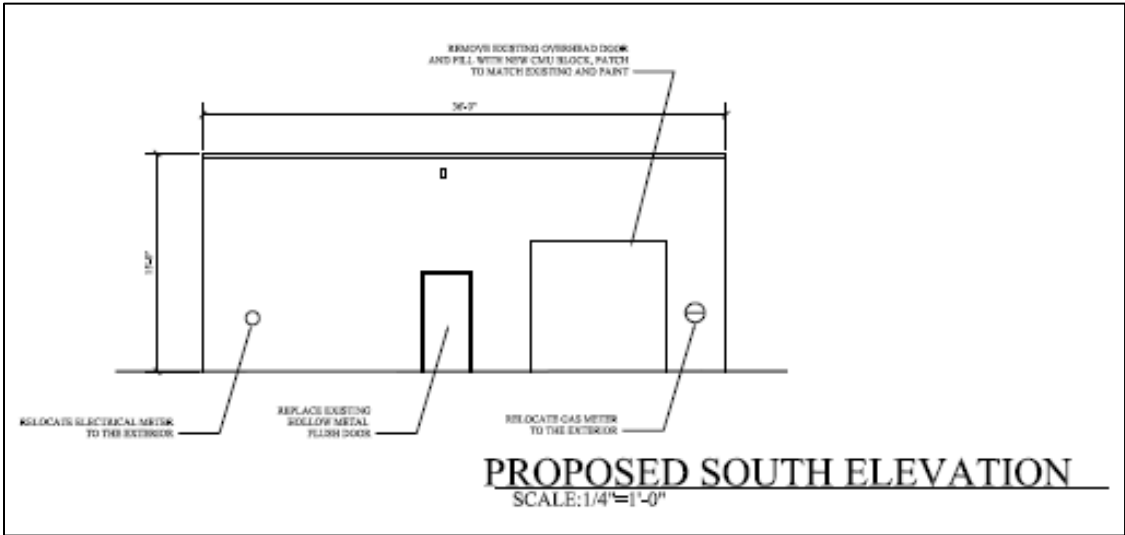 REMOVE EXISTING OVERHEAD DOOR
AND FILL WITH NEW CMU BLOCK, PATCH
TO MATCH EXISTING AND PAINT
RELOCATE ELECTRICAL METER
TO THE EXTERIOR
REPLACE EXISTING
HOLLOW METAL
FLUSH DOOR
RELOCATE GAS METER
TO THE EXTERIOR
PROPOSED SOUTH ELEVATION
SCALE:1/4"=1'-0"